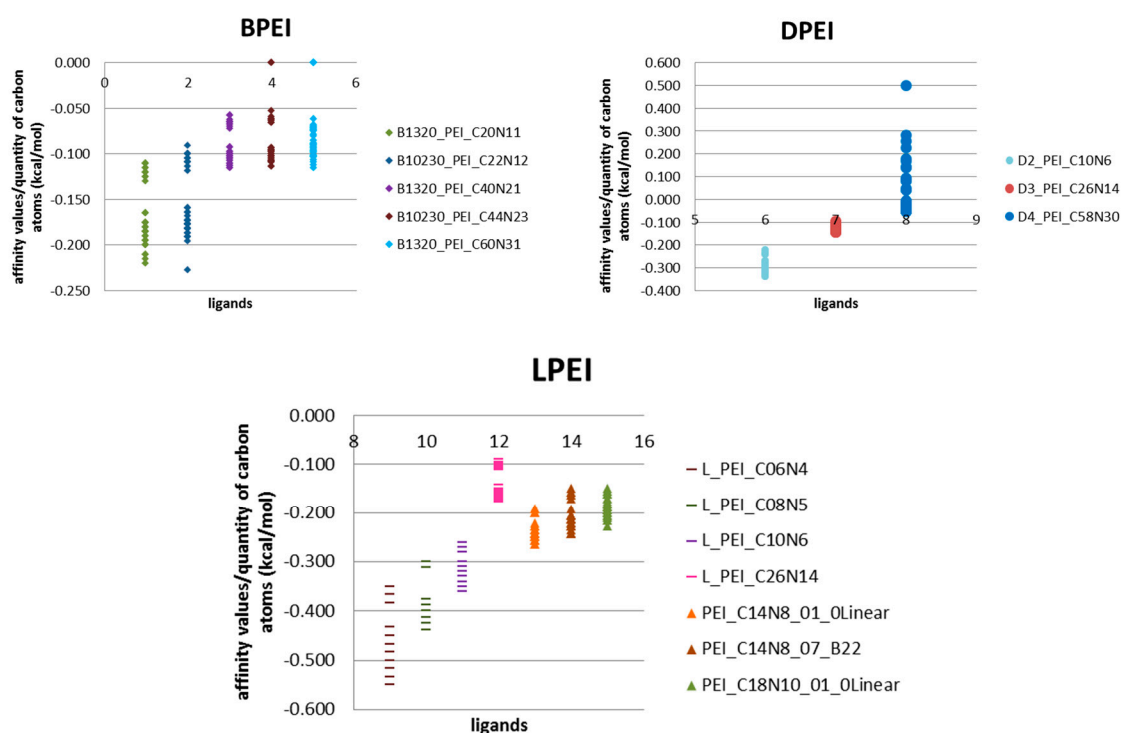 BPEI
affinity values/quantity of carbon
atoms (kcal/mol)
0.000
-0.050
-0.100
-0.150
-0.200
-0.250
0
2
4
6
ligands
B1320_PEI_C20N11
B10230_PEI_C22N12
B1320_PEI_C40N21
B10230_PEI_C44N23
B1320_PEI_C60N31
DPEI
affinity values/quantity of carbon
atoms (kcal/mol)
0.600
0.500
0.400
0.300
0.200
0.100
0.000
-0.100
-0.200
-0.300
-0.400
5
6
7
8
9
ligands
D2_PEI_C10N6
D3_PEI_C26N14
D4_PEI_C58N30
LPEI
affinity values/quantity of carbon
atoms (kcal/mol)
0.000
-0.100
-0.200
-0.300
-0.400
-0.500
-0.600
8
10
12
14
16
ligands
L_PEI_C06N4
L_PEI_C08N5
L_PEI_C10N6
L_PEI_C26N14
PEI_C14N8_01_0Linear
PEI_C14N8_07_B22
PEI_C18N10_01_0Linear